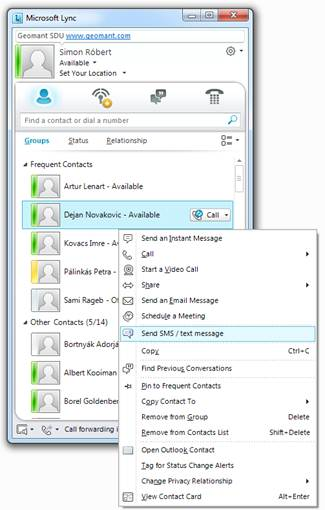 Microsoft Lync
Geomant SDU www.geomant.com
Simon Róbert
Available
Set Your Location
Find a contact or dial a number
Groups Status Relationship
Frequent Contacts
Artur Lenart - Available
Dejan Novakovic - Available Call
Kovacs Imre - Available
Pálinkás Petra -
Sami Rageb - Of
Other Contacts (5/14)
Bortnyák Adorjá
Albert Kooiman
Borel Goldenber
Call forwarding i
Send an Instant Message
Call
Start a Video Call
Share
Send an Email Message
Schedule a Meeting
Send SMS / text message
Copy Ctrl+C
Find Previous Conversations
Pin to Frequent Contacts
Copy Contact To
Remove from Group Delete
Remove from Contacts List Shift+Delete
Open Outlook Contact
Tag for Status Change Alerts
Change Privacy Relationship
View Contact Card Alt+Enter